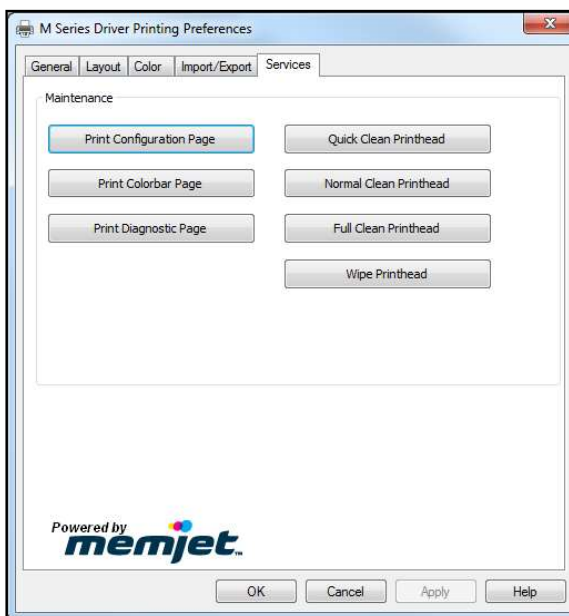 M Series Driver Printing Preferences
General Layout Color Import/Export Services
Maintenance
Print Configuration Page Quick Clean Printhead
Print Colorbar Page Normal Clean Printhead
Print Diagnostic Page Full Clean Printhead
Wipe Printhead
Powered by
memjet™
OK Cancel Apply Help